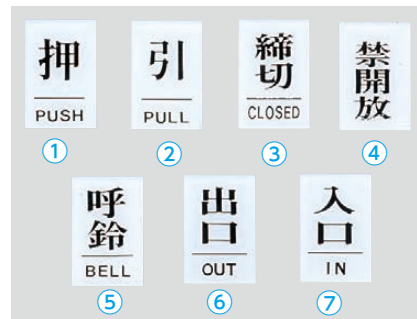 押
PUSH
①
引
PULL
②
締切
CLOSED
③
禁開放
④
呼鈴
BELL
⑤
出口
OUT
⑥
入口
IN
⑦